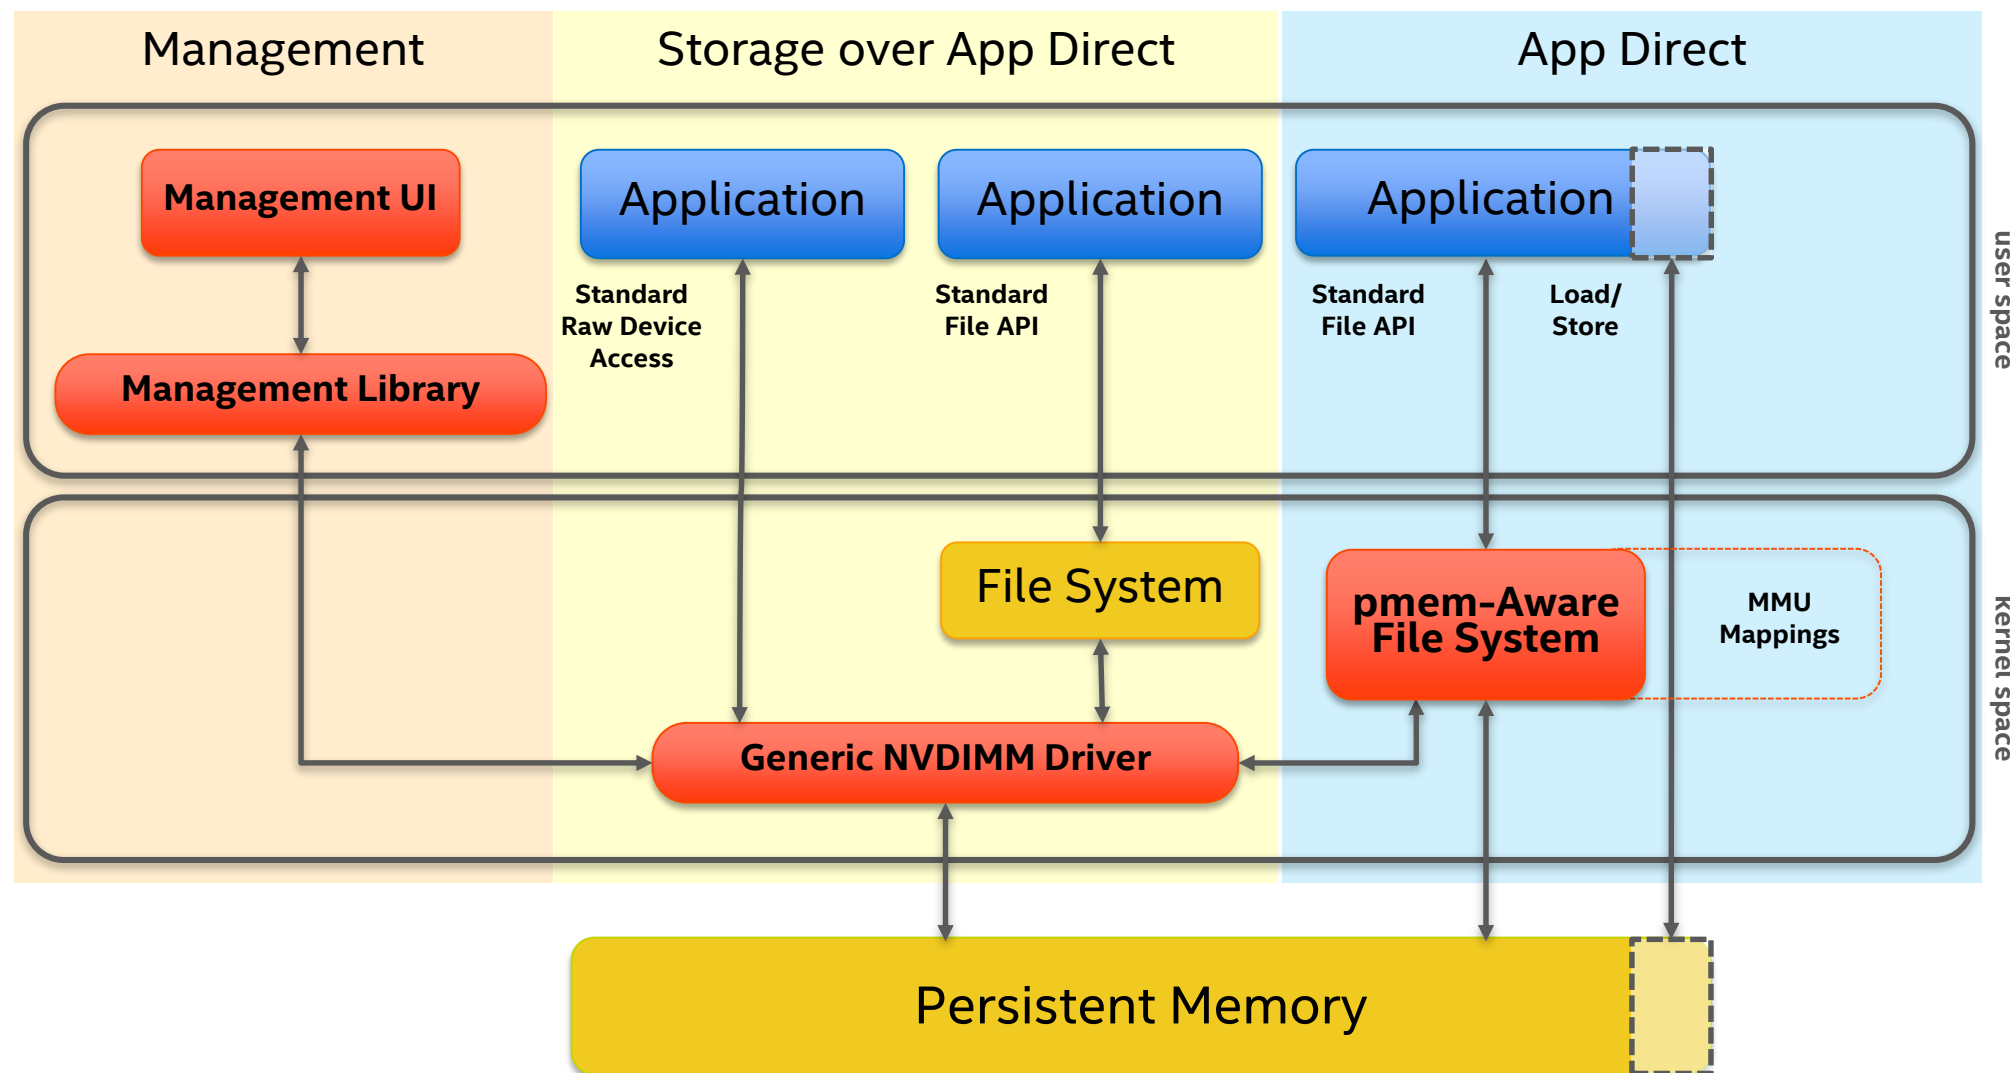 Management
Storage over App Direct
App Direct
Management UI
Application
Application
Application
Standard
Raw Device
Access
Standard
File API
Standard
File API
Load/
Store
user space
Management Library
File System
pmem-Aware
File System
MMU
Mappings
Kernel space
Generic NVDIMM Driver
Persistent Memory